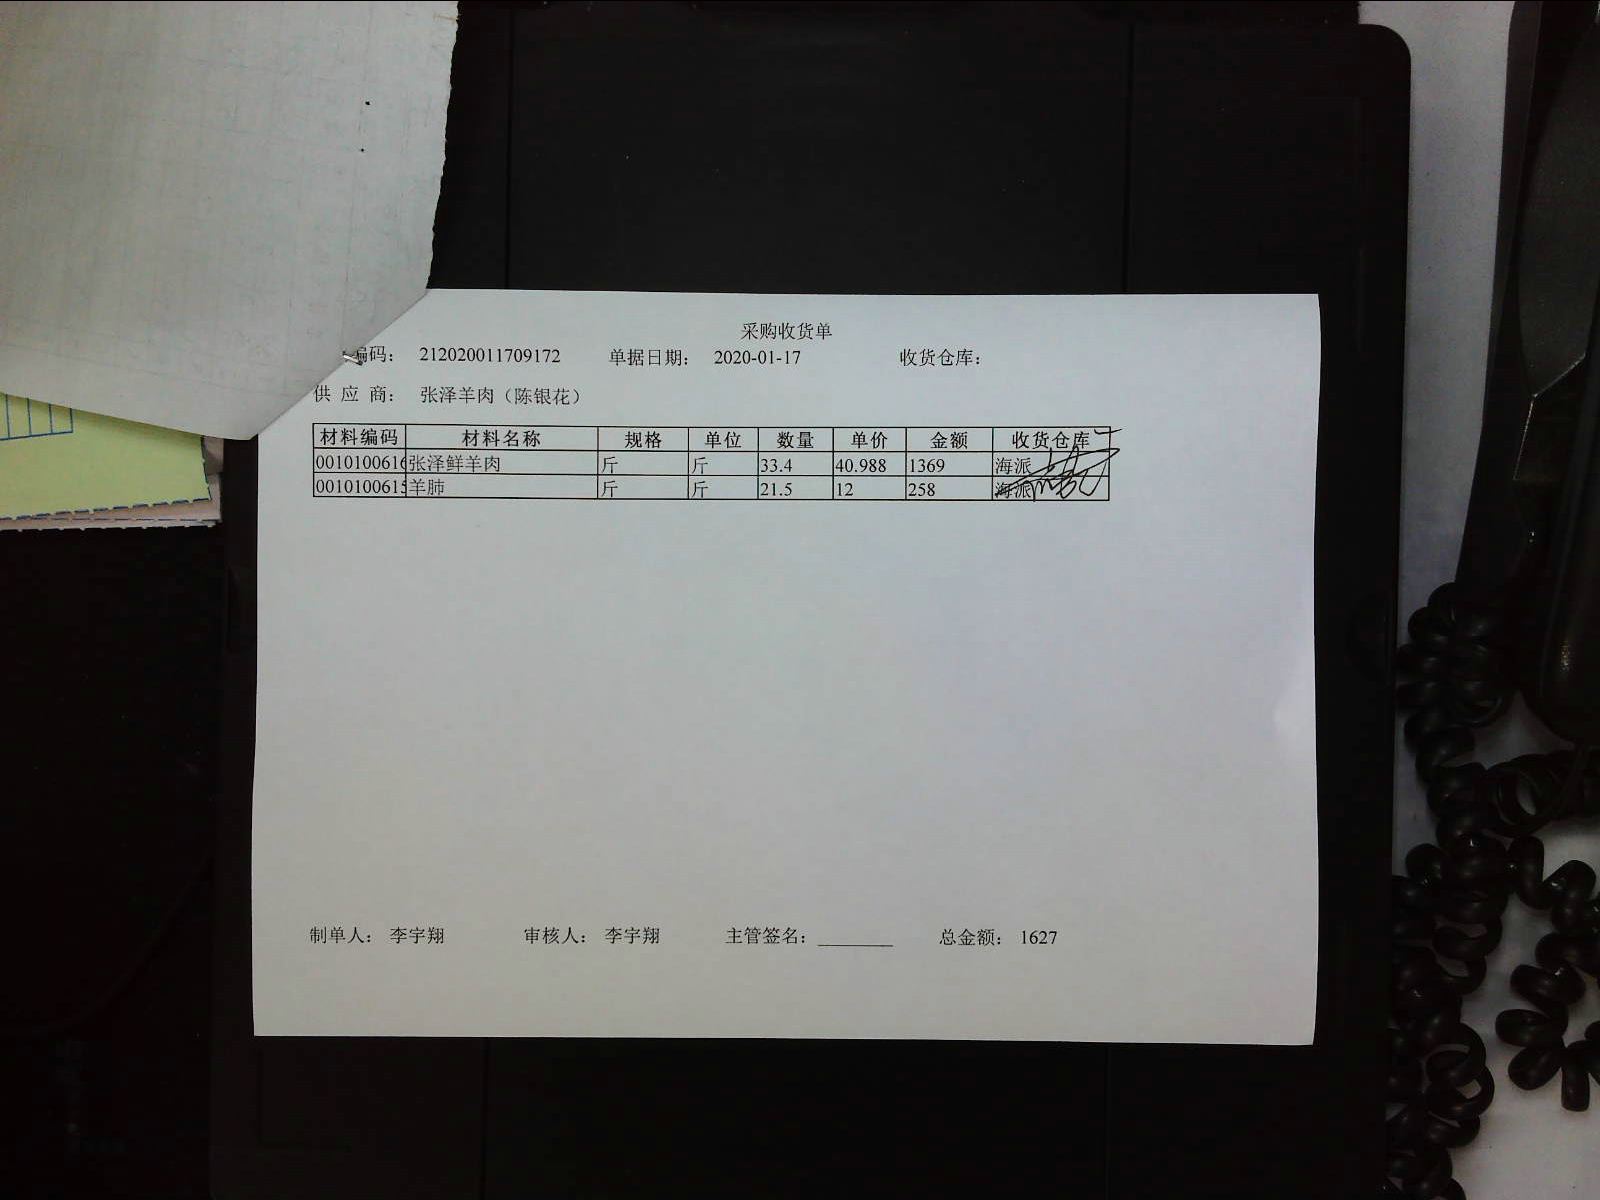 采购收货单
编码： 212020011709172 单据日期： 2020-01-17 收货仓库：
供 应 商： 张泽羊肉（陈银花）
材料编码 材料名称 规格 单位 数量 单价 金额 收货仓库
0010100616 张泽鲜羊肉 斤 斤 33.4 40.988 1369 海派
0010100615 羊肺 斤 斤 21.5 12 258 海派
制单人： 李宇翔 审核人： 李宇翔 主管签名：________ 总金额： 1627